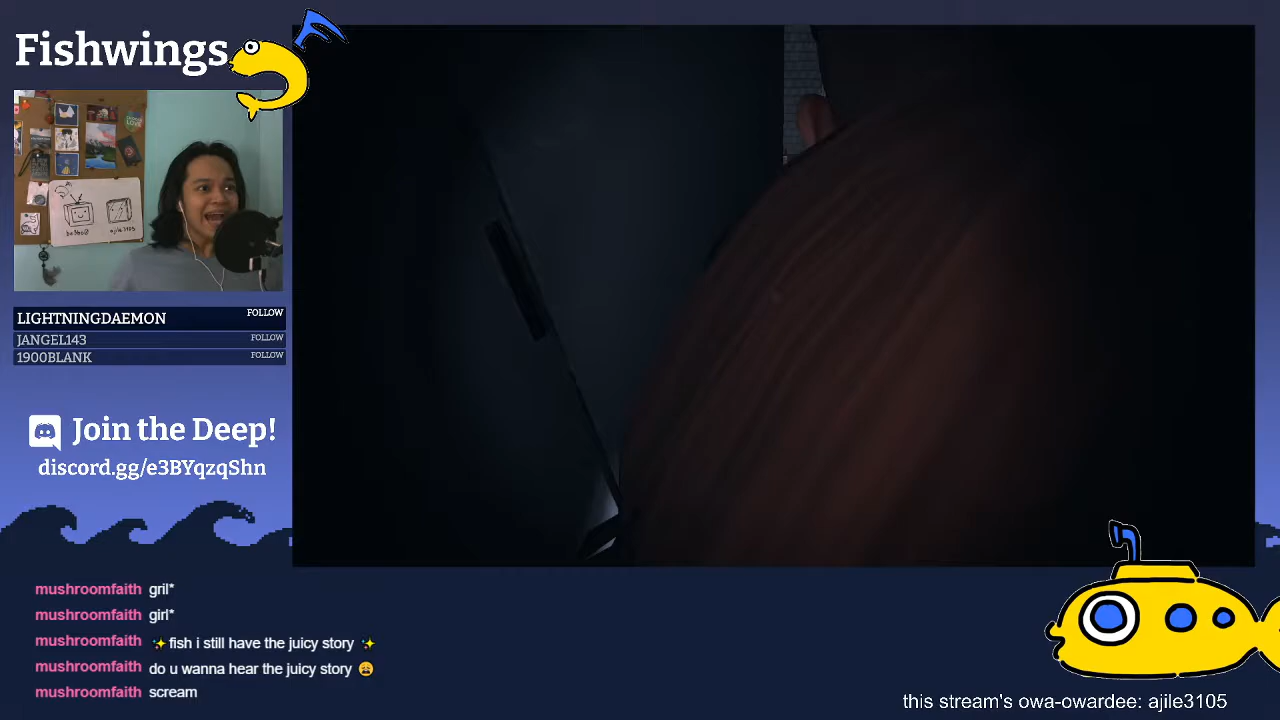 Fishwings
be3bo@
ajile3105
LIGHTNINGDAEMON FOLLOW
JANGEL143 FOLLOW
1900BLANK FOLLOW
Join the Deep!
discord.gg/e3BYqzqShn
mushroomfaith gril*
mushroomfaith girl*
mushroomfaith ✨ fish i still have the juicy story ✨
mushroomfaith do u wanna hear the juicy story 😩
mushroomfaith scream
this stream's owa-owardee: ajile3105